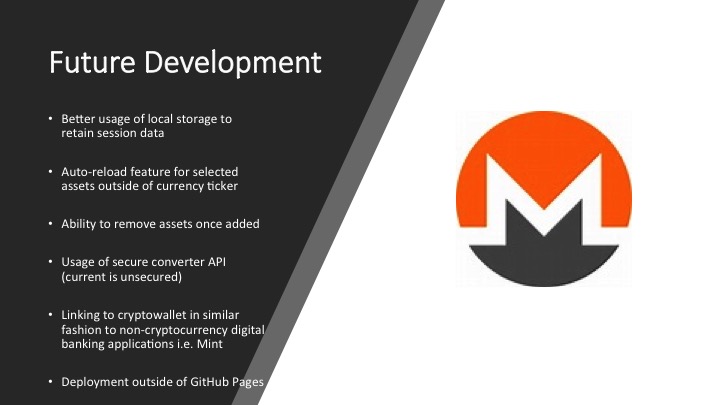 Future Development
• Better usage of local storage to
retain session data
• Auto-reload feature for selected
assets outside of currency ticker
• Ability to remove assets once added
• Usage of secure converter API
(current is unsecured)
• Linking to cryptowallet in similar
fashion to non-cryptocurrency digital
banking applications i.e. Mint
• Deployment outside of GitHub Pages